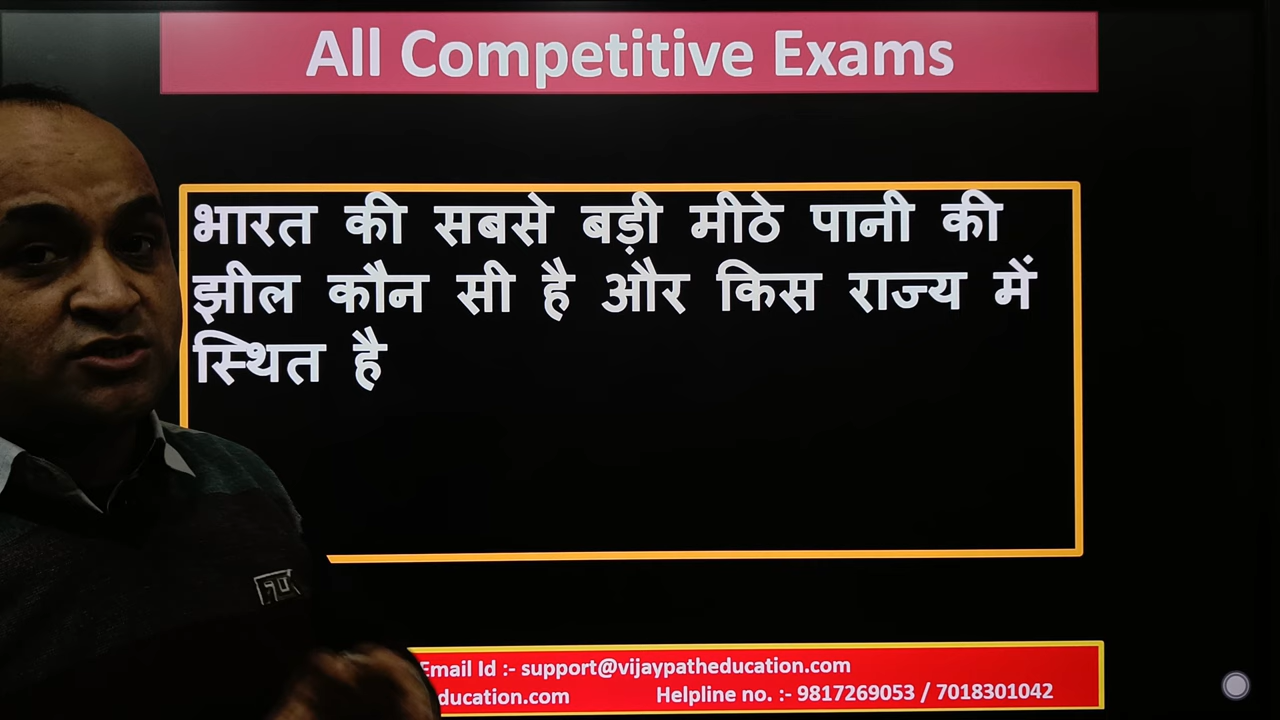 All Competitive Exams
भारत की सबसे बड़ी मीठे पानी की
झील कौन सी है और किस राज्य में
स्थित है
Email Id :- support@vijaypatheducation.com
ducation.com Helpline no. :- 9817269053 / 7018301042